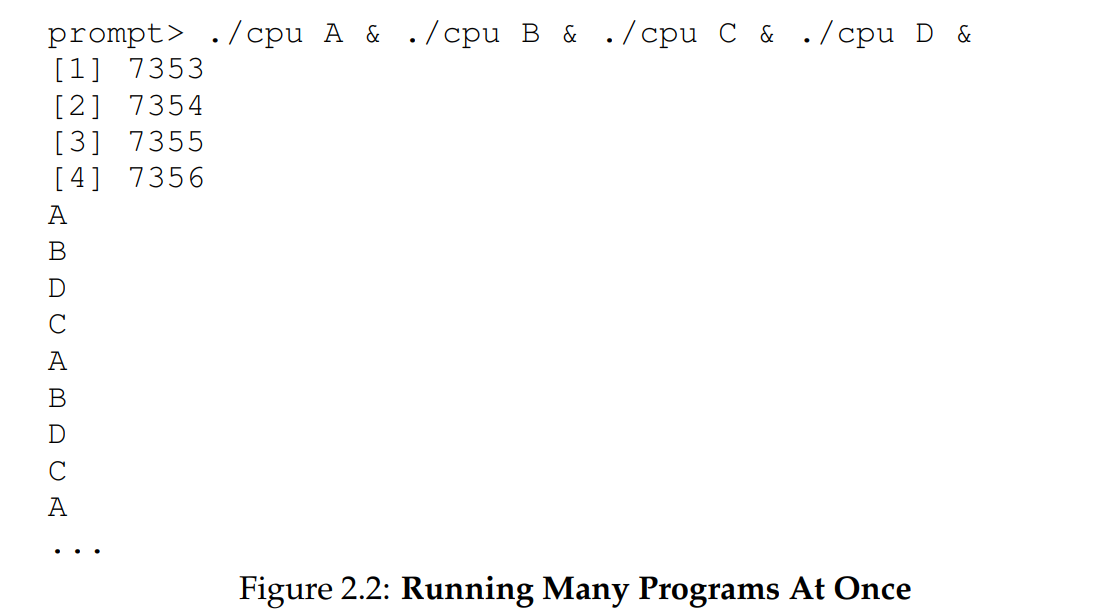 prompt> ./cpu A & ./cpu B & ./cpu C & ./cpu D &
[1] 7353
[2] 7354
[3] 7355
[4] 7356
A
B
D
C
A
B
D
C
A
...
Figure 2.2: Running Many Programs At Once